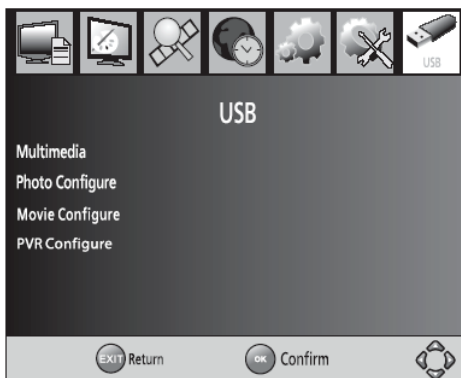 USB
USB
Multimedia
Photo Configure
Movie Configure
PVR Configure
EXIT Return
OK Confirm